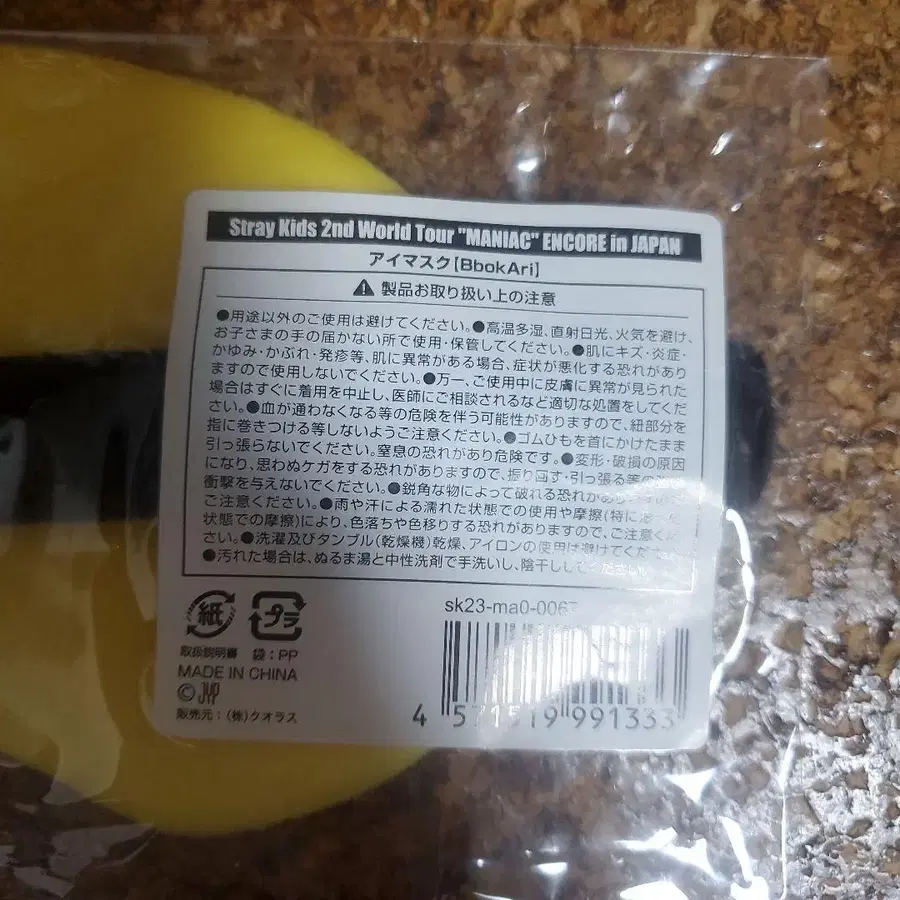 Stray Kids 2nd World Tour "MANIAC" ENCORE in JAPAN
アイマスク【BbokAri】
製品お取り扱い上の注意
●用途以外のご使用は避けてください。●高温多湿、直射日光、火気を避け、
お子さまの手の届かない所で使用・保管してください。●肌にキズ・炎症・
かゆみ・かぶれ・発疹等、肌に異常がある場合、症状が悪化する恐れがあり
ますので使用しないでください。●万一、ご使用中に皮膚に異常が見られた
場合はすぐに着用を中止し、医師にご相談されるなど適切な処置をしてくだ
さい。●血が通わなくなる等の危険を伴う可能性がありますので、紐部分を
指に巻きつける等しないようご注意ください。●ゴムひもを首にかけたまま
引っ張らないでください。窒息の恐れがあり危険です。●変形・破損の原因
になり、思わぬケガをする恐れがありますので、振り回す・引っ張る等の
衝撃を与えないでください。●鋭角な物によって破れる恐れがありますので
ご注意ください。●雨や汗による濡れた状態での使用や摩擦(特に
状態での摩擦)により、色落ちや色移りする恐れがありますので、ご注意くだ
さい。●洗濯及びタンブル(乾燥機)乾燥、アイロンの使用は避けてください。
●汚れた場合は、ぬるま湯と中性洗剤で手洗いし、陰干ししてください。
紙 プラ
取扱説明書 袋:PP
MADE IN CHINA
© JYP
販売元:(株)クオラス
sk23-ma0-006
4 571519 991333